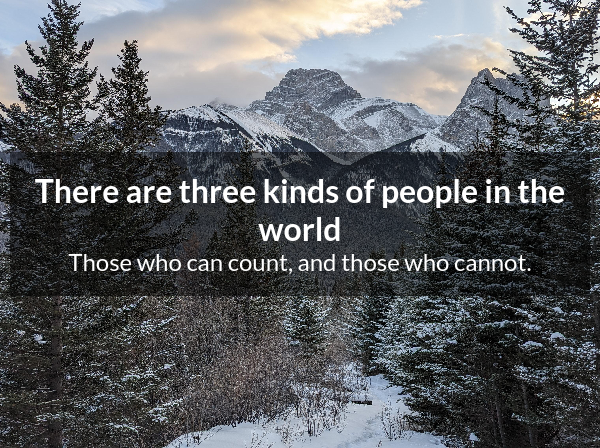 There are three kinds of people in the
world
Those who can count, and those who cannot.